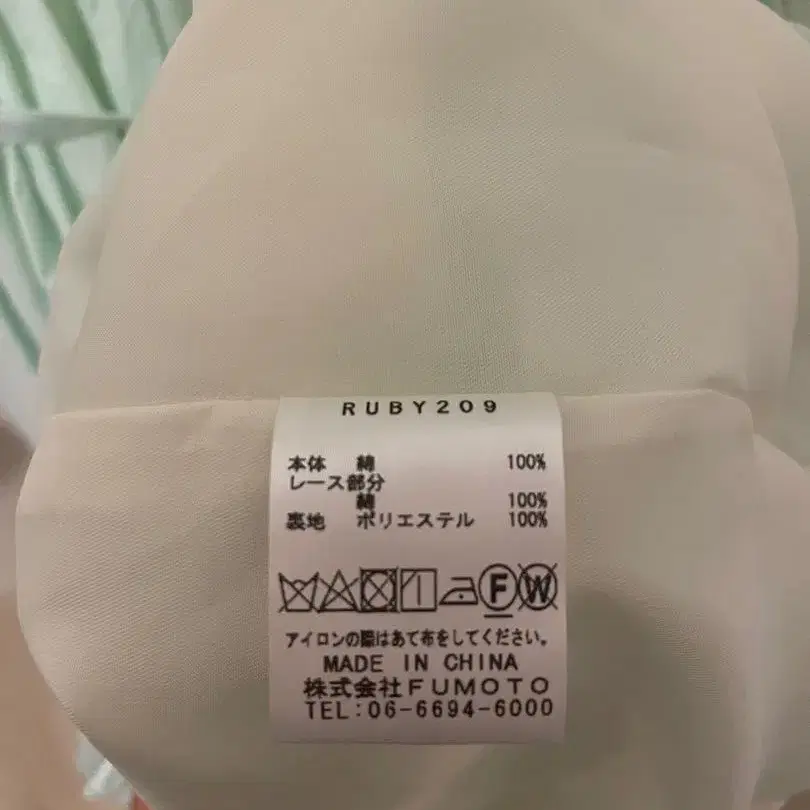 RUBY209
本体 綿 100%
レース部分
綿 100%
裏地 ポリエステル 100%
F W
アイロンの際はあて布をしてください。
MADE IN CHINA
株式会社FUMOTO
TEL:06-6694-6000